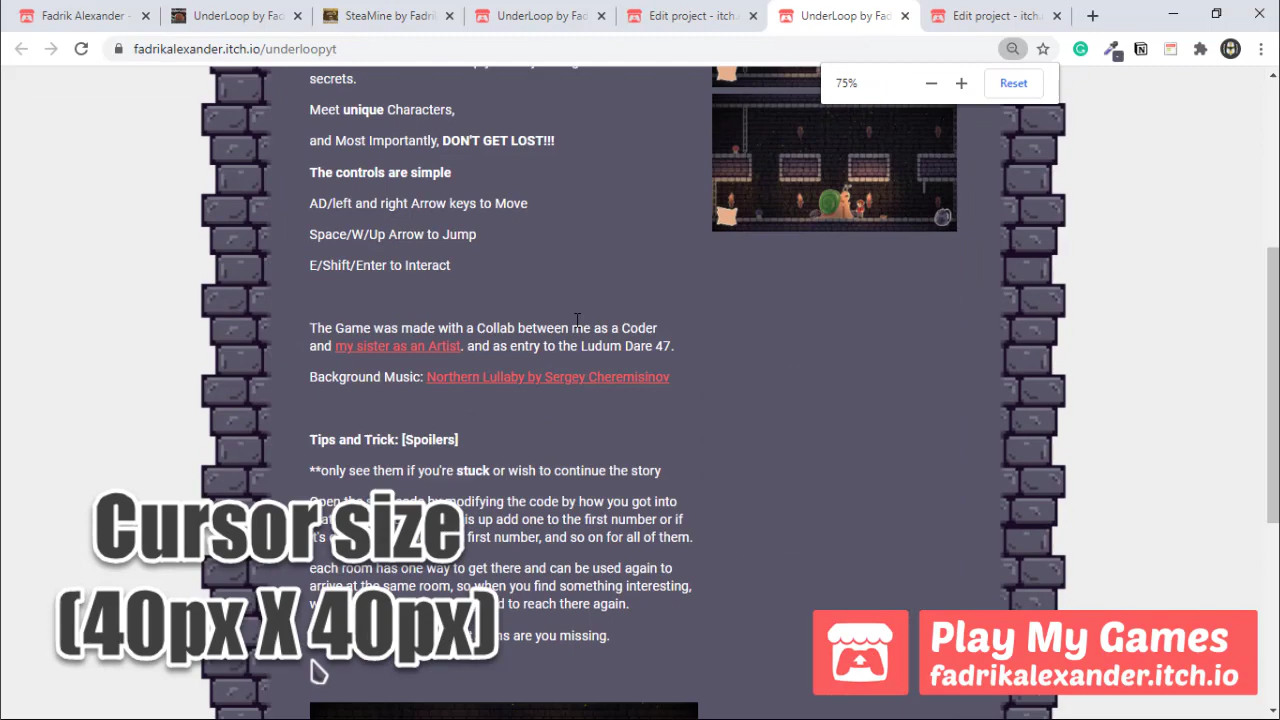 Fadrik Alexander -
UnderLoop by Fad
SteaMine by Fadrik
UnderLoop by Fad
Edit project - itch.
UnderLoop by Fad
Edit project - itch.
fadrikalexander.itch.io/underloopyt
75%
Reset
secrets.
Meet unique Characters,
and Most Importantly, DON'T GET LOST!!!
The controls are simple
AD/left and right Arrow keys to Move
Space/W/Up Arrow to Jump
E/Shift/Enter to Interact
The Game was made with a Collab between me as a Coder
and my sister as an Artist. and as entry to the Ludum Dare 47.
Background Music: Northern Lullaby by Sergey Cheremisinov
Tips and Trick: [Spoilers]
**only see them if you're stuck or wish to continue the story
modifying the code by how you got into
is up add one to the first number or if
first number, and so on for all of them.
each room has one way to get there and can be used again to
arrive at the same room, so when you find something interesting,
to reach there again.
are you missing.
Cursor size
(40px X 40px)
Play My Games
fadrikalexander.itch.io